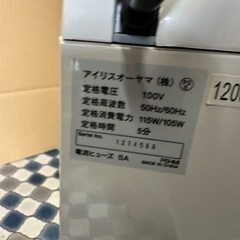 アイリスオーヤマ（株）
定格電圧 100V
定格周波数 50Hz/60Hz
定格消費電力 115W/105W
定格時間 5分
Serial No. 1214566
電流ヒューズ 5A
MADE IN CHINA
120